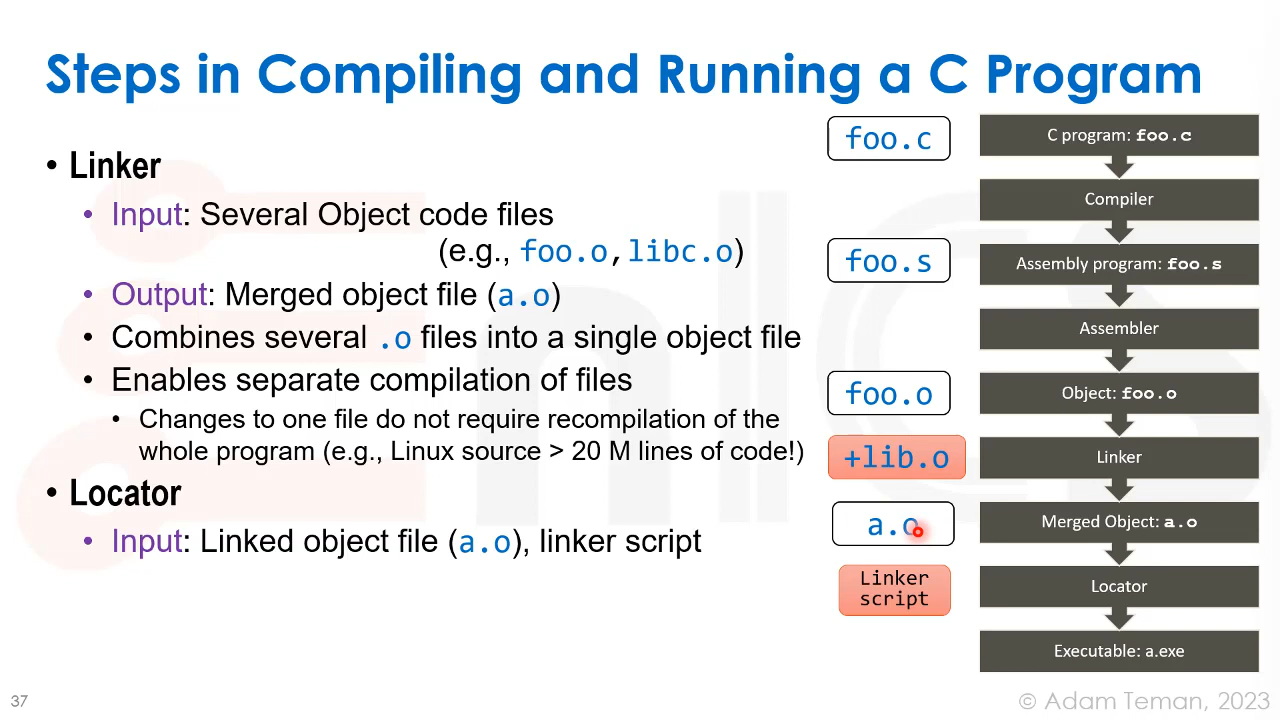 Steps in Compiling and Running a C Program
• Linker
• Input: Several Object code files
(e.g., foo.o, libc.o)
• Output: Merged object file (a.o)
• Combines several .o files into a single object file
• Enables separate compilation of files
• Changes to one file do not require recompilation of the
whole program (e.g., Linux source > 20 M lines of code!)
• Locator
• Input: Linked object file (a.o), linker script
foo.c
foo.s
foo.o
+lib.o
a.o
Linker
script
C program: foo.c
Compiler
Assembly program: foo.s
Assembler
Object: foo.o
Linker
Merged Object: a.o
Locator
Executable: a.exe
37
© Adam Teman, 2023
EnICS